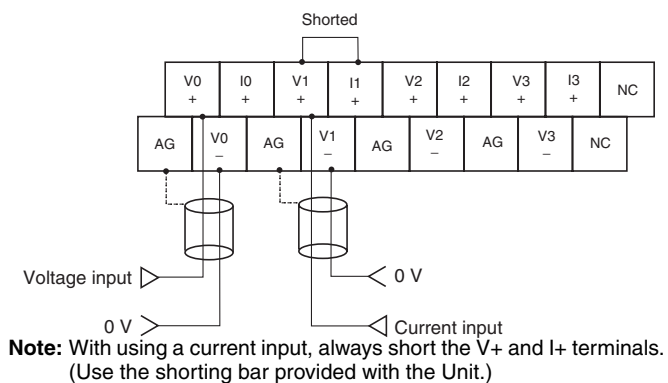 Shorted
V0 + I0 + V1 + I1 + V2 + I2 + V3 + I3 + NC
AG V0 – AG V1 – AG V2 – AG V3 – NC
Voltage input 0 V
0 V Current input
Note: With using a current input, always short the V+ and I+ terminals.
(Use the shorting bar provided with the Unit.)